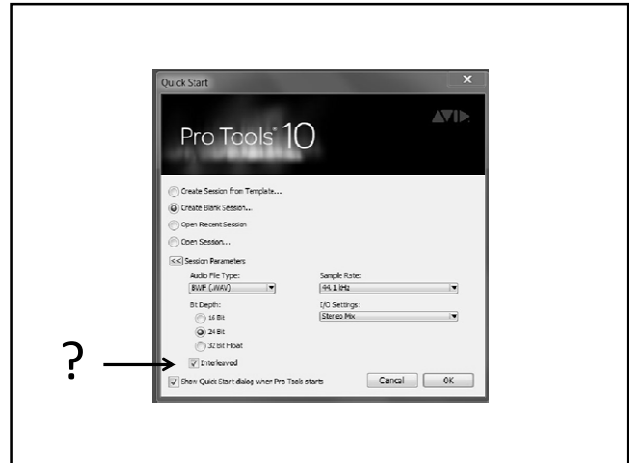 Quick Start
AVID
Pro Tools 10
Create Session from Template...
Create Blank Session...
Open Recent Session
Open Session...
<< Session Parameters
Audio File Type: Sample Rate:
BWF (.WAV) 44.1 kHz
Bit Depth: I/O Settings:
16 Bit Stereo Mix
24 Bit
32 Bit Float
? Interleaved
Show Quick Start dialog when Pro Tools starts Cancel OK